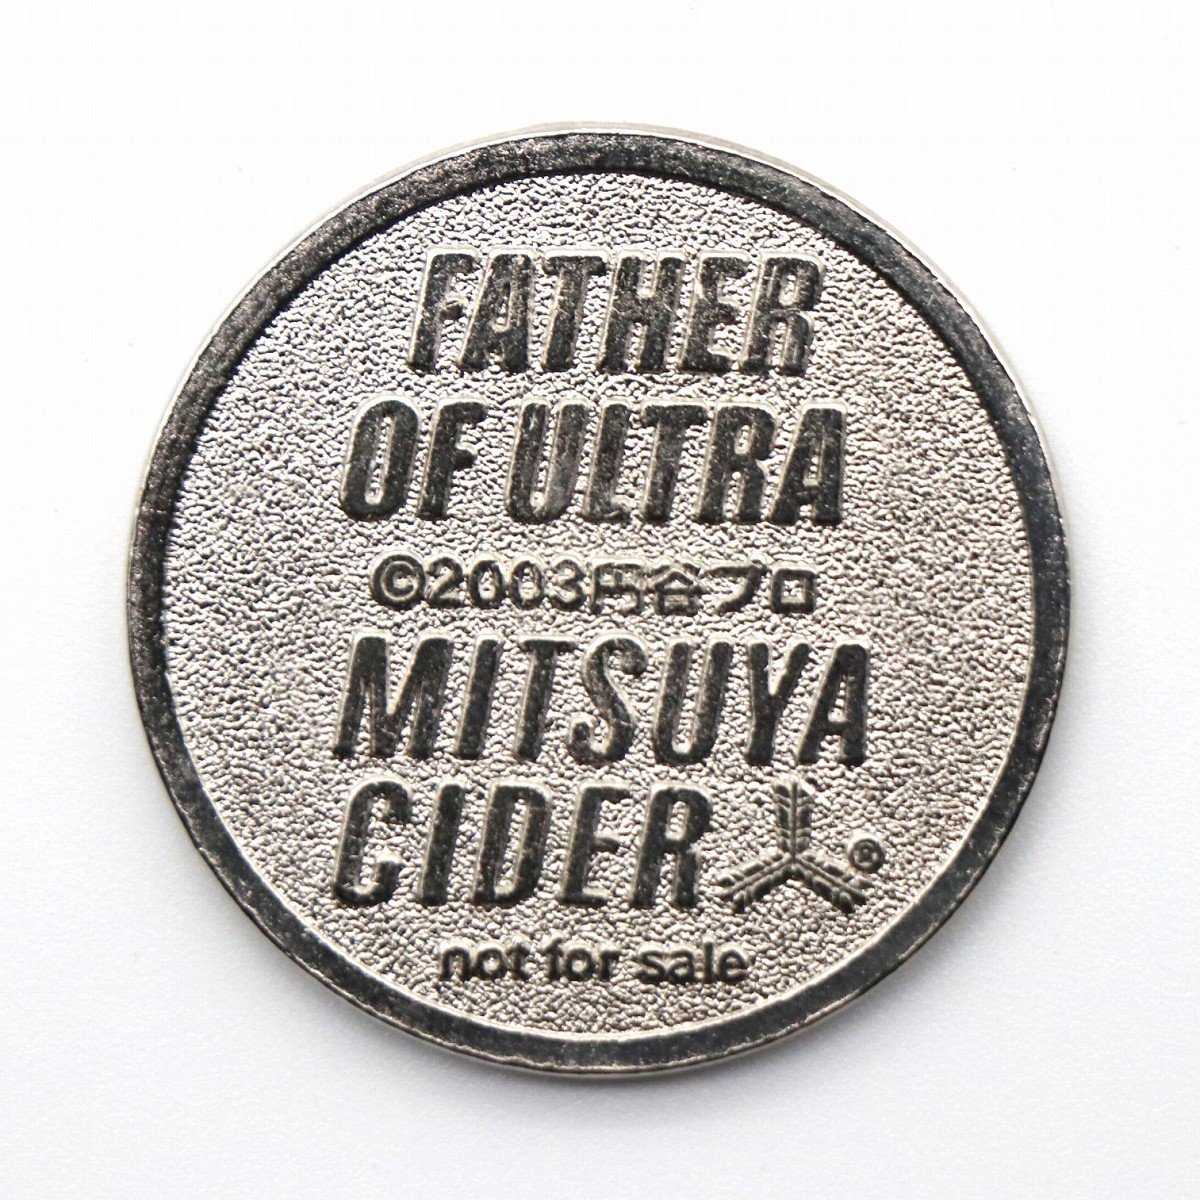 FATHER
OF ULTRA
©2003円谷プロ
MITSUYA
CIDER ®
not for sale